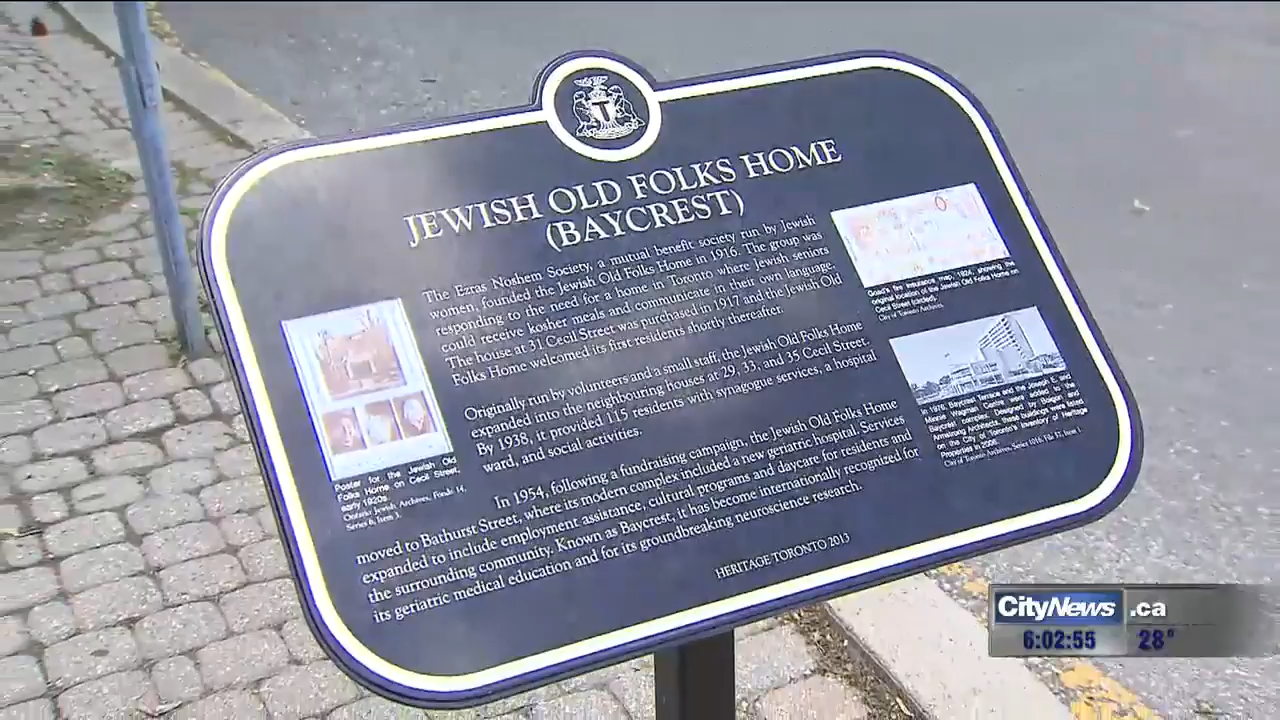 JEWISH OLD FOLKS HOME
(BAYCREST)
The Ezras Noshem Society, a mutual benefit society run by Jewish
women, founded the Jewish Old Folks Home in 1916. The group was
responding to the need for a home in Toronto where Jewish seniors
could receive kosher meals and communicate in their own language.
The house at 31 Cecil Street was purchased in 1917 and the Jewish Old
Folks Home welcomed its first residents shortly thereafter.
Originally run by volunteers and a small staff, the Jewish Old Folks Home
expanded into the neighbouring houses at 29, 33, and 35 Cecil Street.
By 1938, it provided 115 residents with synagogue services, a hospital
ward, and social activities.
In 1954, following a fundraising campaign, the Jewish Old Folks Home
moved to Bathurst Street, where its modern complex included a new geriatric hospital. Services
expanded to include employment assistance, cultural programs and daycare for residents and
the surrounding community. Known as Baycrest, it has become internationally recognized for
its geriatric medical education and for its groundbreaking neuroscience research.
HERITAGE TORONTO 2013
Poster for the Jewish Old
Folks Home on Cecil Street,
early 1920s.
Ontario Jewish Archives, Fonds 14,
Series 6, Item 3.
Goad's fire insurance map, 1924, showing the
original location of the Jewish Old Folks Home on
Cecil Street (circled).
City of Toronto Archives.
In 1976, Baycrest Terrace and the Joseph E. and
Minnie Wagman Centre were added to the
Baycrest complex. Designed by Boigon and
Armstrong Architects, these buildings were listed
on the City of Toronto's Inventory of Heritage
Properties in 2006.
City of Toronto Archives, Series 1016, File 37, Item 1.
CityNews .ca
6:02:55 28°